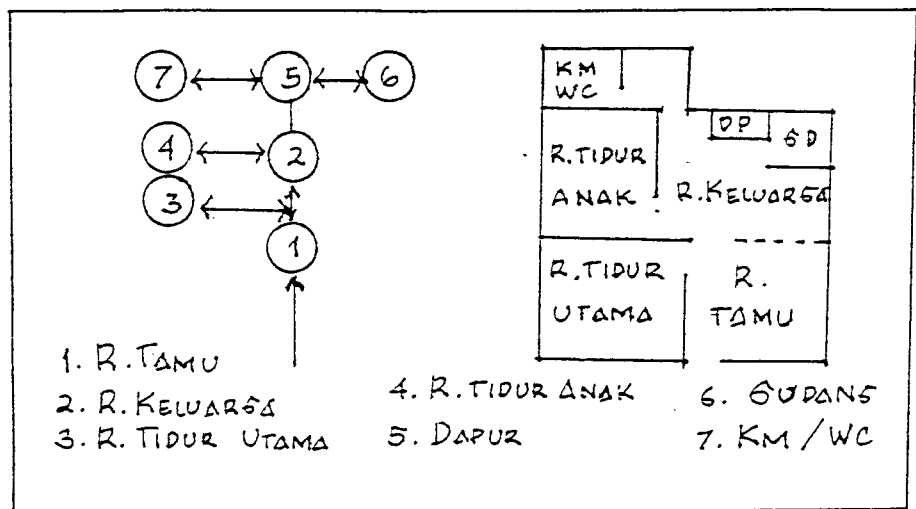 7
5
6
4
2
3
1
KM
WC
DP
GD
R. TIDUR
ANAK
R. KELUARGA
R. TIDUR
UTAMA
R.
TAMU
1. R. TAMU
2. R. KELUARGA
3. R. TIDUR UTAMA
4. R. TIDUR ANAK
5. DAPUR
6. GUDANG
7. KM / WC